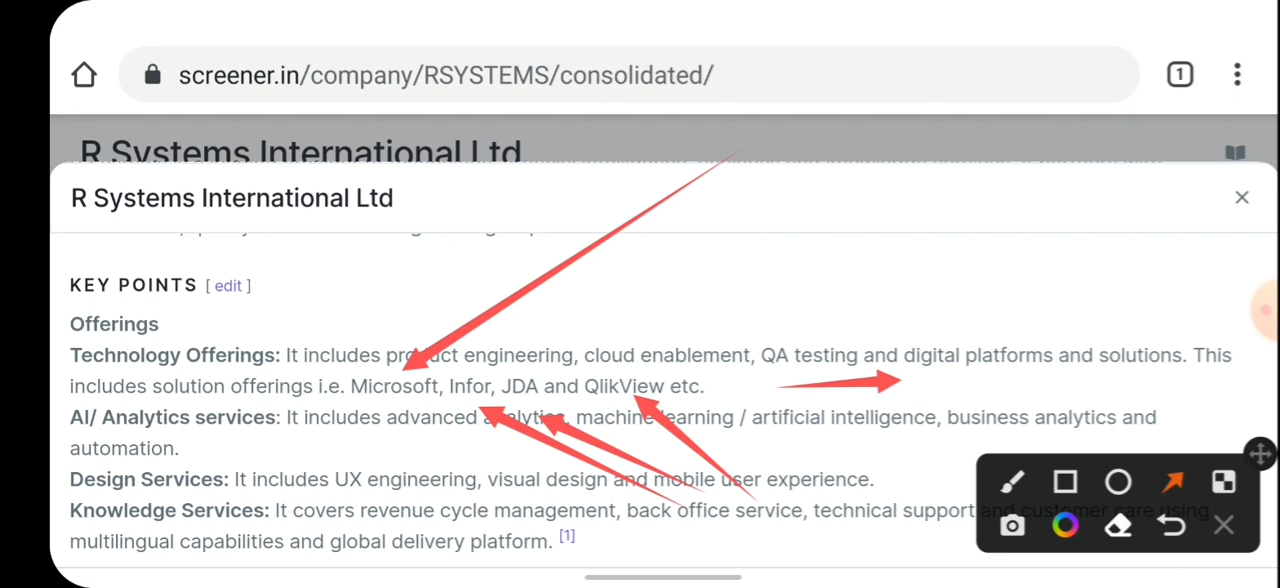 screener.in/company/RSYSTEMS/consolidated/
1
R Systems International Ltd
R Systems International Ltd
KEY POINTS [ edit ]
Offerings
Technology Offerings: It includes product engineering, cloud enablement, QA testing and digital platforms and solutions. This
includes solution offerings i.e. Microsoft, Infor, JDA and QlikView etc.
AI/ Analytics services: It includes advanced analytics, machine learning / artificial intelligence, business analytics and
automation.
Design Services: It includes UX engineering, visual design and mobile user experience.
Knowledge Services: It covers revenue cycle management, back office service, technical support and customer care using
multilingual capabilities and global delivery platform. [1]